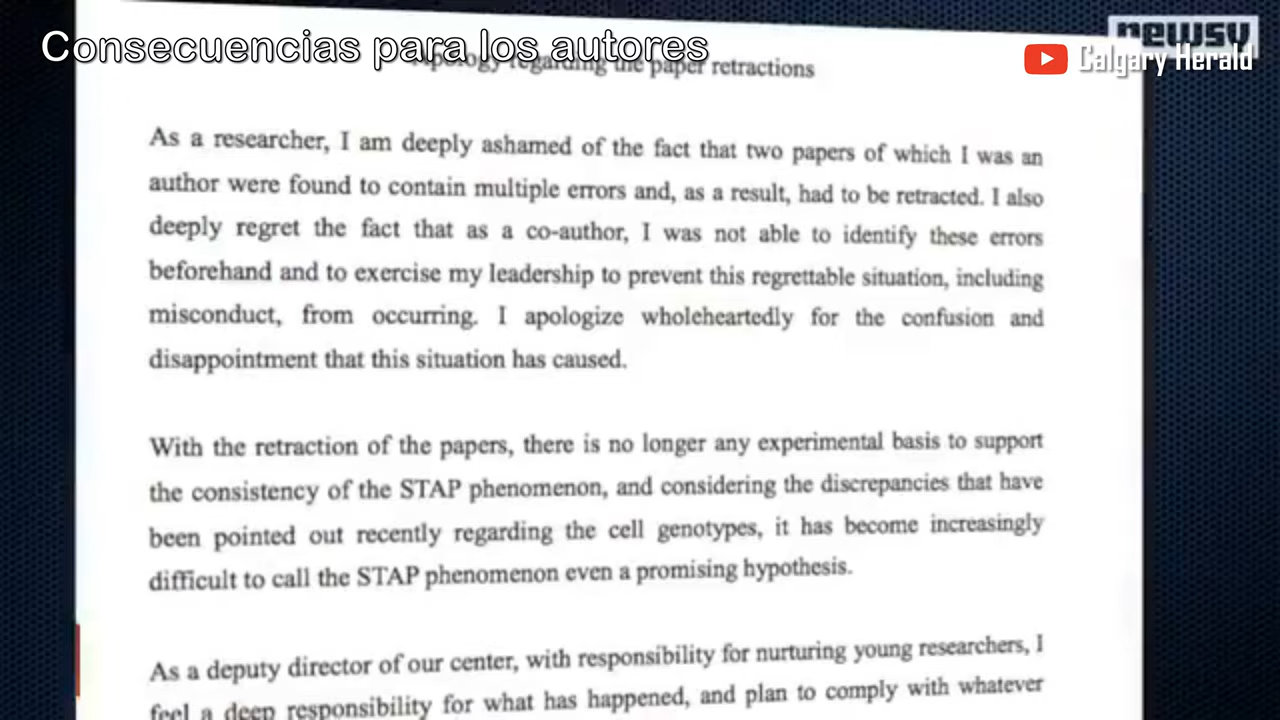 Consecuencias para los autores
newsy
Calgary Herald
Apology regarding the paper retractions
As a researcher, I am deeply ashamed of the fact that two papers of which I was an
author were found to contain multiple errors and, as a result, had to be retracted. I also
deeply regret the fact that as a co-author, I was not able to identify these errors
beforehand and to exercise my leadership to prevent this regrettable situation, including
misconduct, from occurring. I apologize wholeheartedly for the confusion and
disappointment that this situation has caused.
With the retraction of the papers, there is no longer any experimental basis to support
the consistency of the STAP phenomenon, and considering the discrepancies that have
been pointed out recently regarding the cell genotypes, it has become increasingly
difficult to call the STAP phenomenon even a promising hypothesis.
As a deputy director of our center, with responsibility for nurturing young researchers, I
feel a deep responsibility for what has happened, and plan to comply with whatever